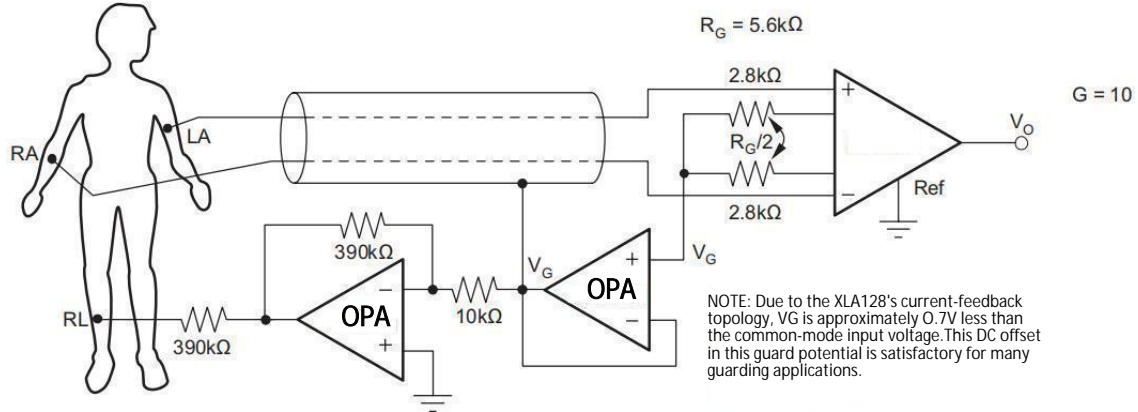 R_G = 5.6kΩ
2.8kΩ
G = 10
+
LA
V_O
RA
R_G/2
−
Ref
2.8kΩ
390kΩ
V_G
+
V_G
OPA
−
OPA
10kΩ
−
RL
390kΩ
+
NOTE: Due to the XLA128's current-feedback
topology, VG is approximately O.7V less than
the common-mode input voltage.This DC offset
in this guard potential is satisfactory for many
guarding applications.